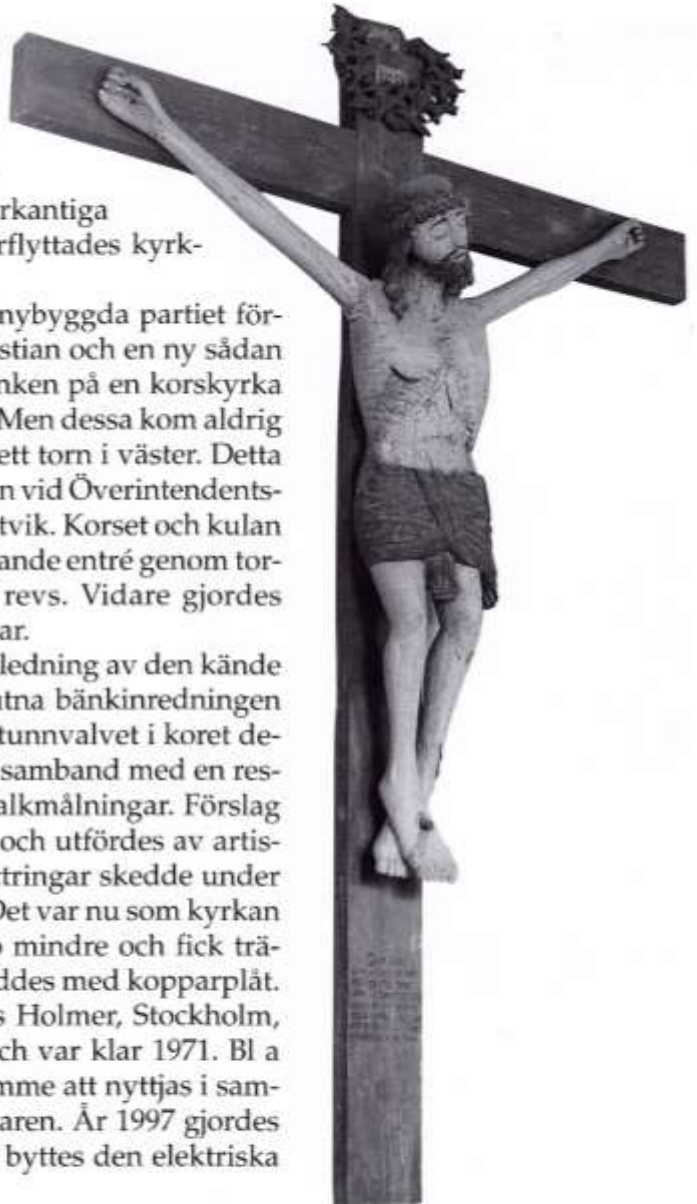 rkantiga
rflyttades kyrk-
nybyggda partiet för-
stian och en ny sådan
nken på en korskyrka
Men dessa kom aldrig
ett torn i väster. Detta
n vid Överintendents-
tvik. Korset och kulan
ande entré genom tor-
revs. Vidare gjordes
ar.
ledning av den kände
utna bänkinredningen
tunnvalvet i koret de-
samband med en res-
alkmålningar. Förslag
och utfördes av artis-
ttringar skedde under
Det var nu som kyrkan
p mindre och fick trä-
ddes med kopparplåt.
s Holmer, Stockholm,
ch var klar 1971. Bl a
mme att nyttjas i sam-
aren. År 1997 gjordes
byttes den elektriska